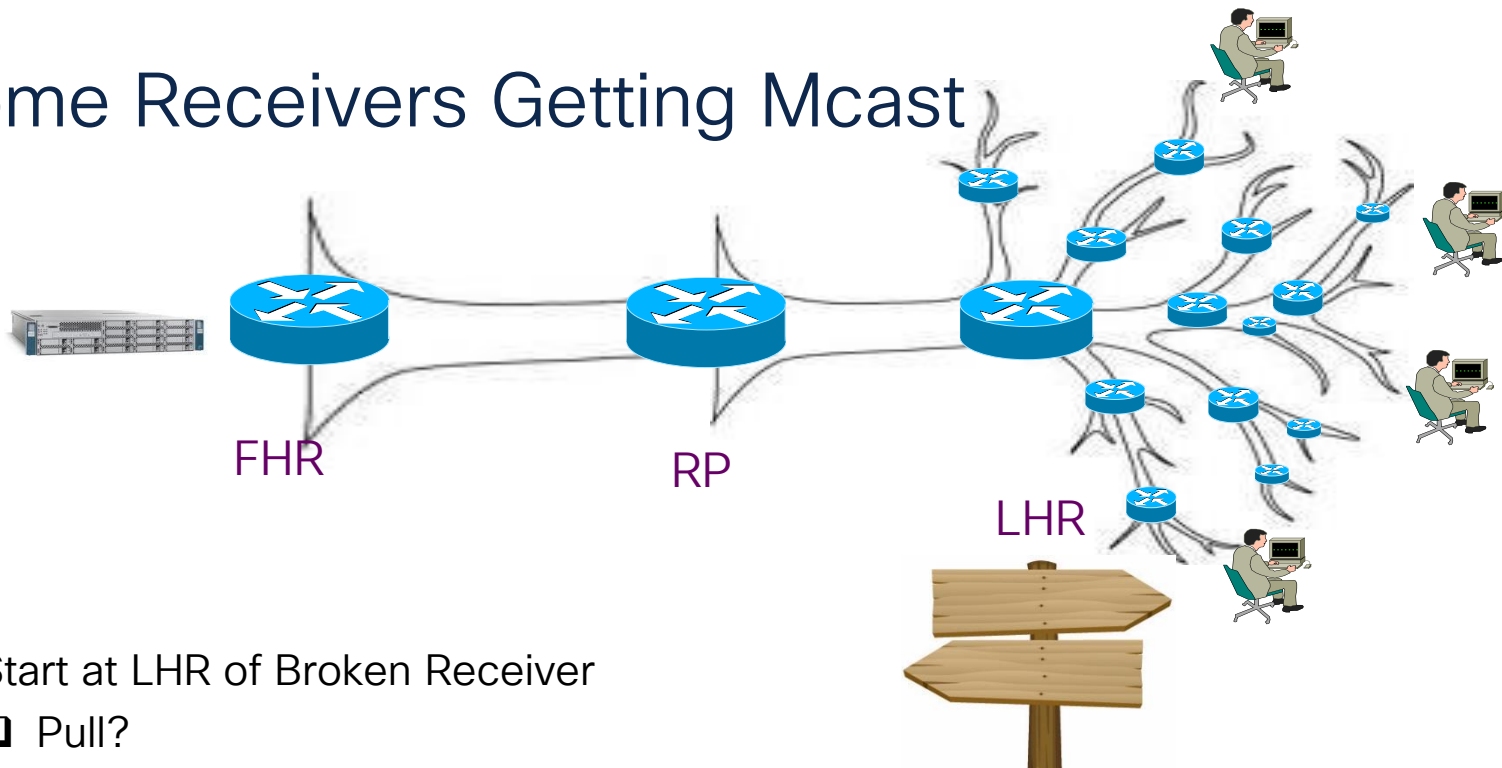 me Receivers Getting Mcast
FHR
RP
LHR
Start at LHR of Broken Receiver
Pull?